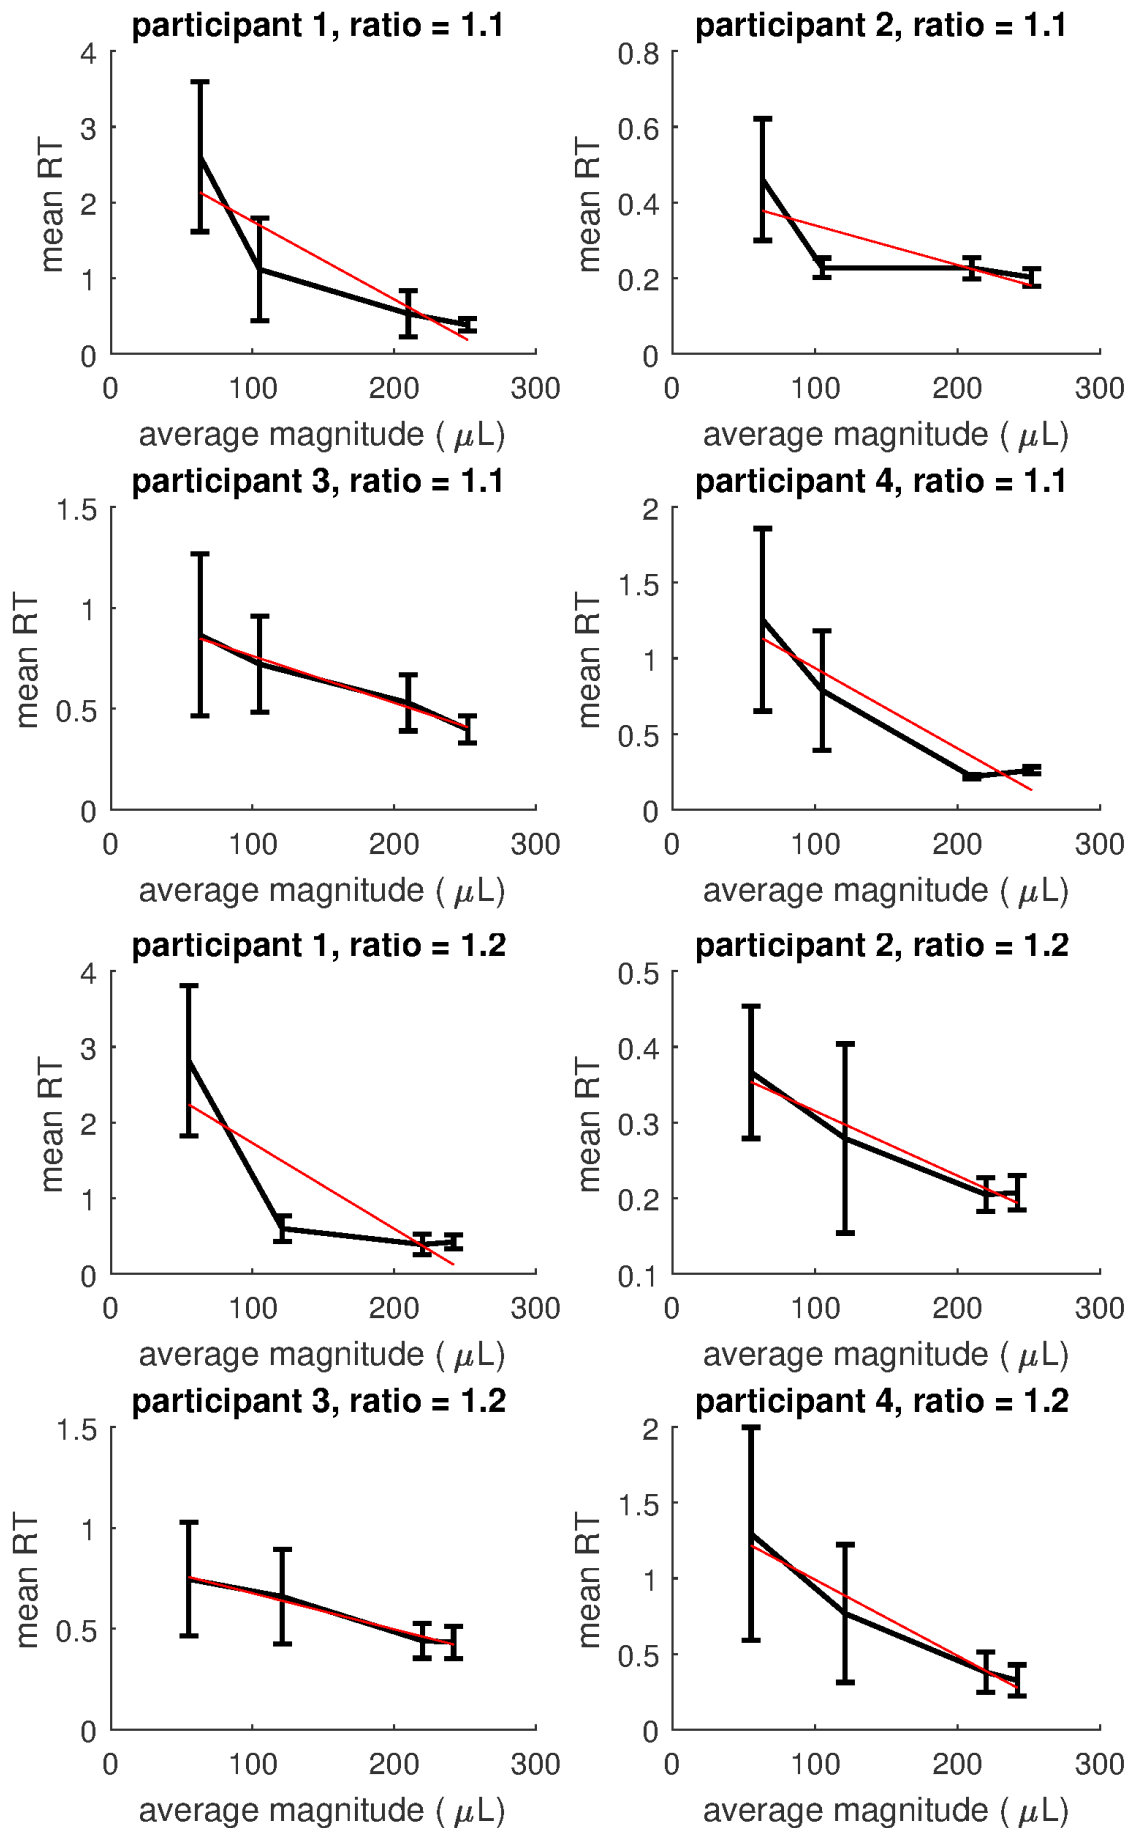 participant 1, ratio = 1.1
4
3
2
1
0
mean RT
0 100 200 300
average magnitude ( μL)
participant 2, ratio = 1.1
0.8
0.6
0.4
0.2
0
mean RT
0 100 200 300
average magnitude ( μL)
participant 3, ratio = 1.1
1.5
1
0.5
0
mean RT
0 100 200 300
average magnitude ( μL)
participant 4, ratio = 1.1
2
1.5
1
0.5
0
mean RT
0 100 200 300
average magnitude ( μL)
participant 1, ratio = 1.2
4
3
2
1
0
mean RT
0 100 200 300
average magnitude ( μL)
participant 2, ratio = 1.2
0.5
0.4
0.3
0.2
0.1
mean RT
0 100 200 300
average magnitude ( μL)
participant 3, ratio = 1.2
1.5
1
0.5
0
mean RT
0 100 200 300
average magnitude ( μL)
participant 4, ratio = 1.2
2
1.5
1
0.5
0
mean RT
0 100 200 300
average magnitude ( μL)